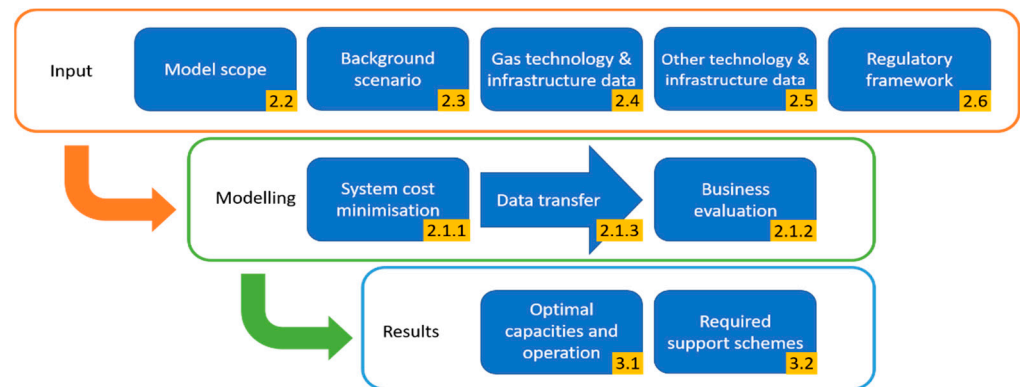 Input
Model scope
2.2
Background
scenario
2.3
Gas technology &
infrastructure data
2.4
Other technology &
infrastructure data
2.5
Regulatory
framework
2.6
Modelling
System cost
minimisation
2.1.1
Data transfer
2.1.3
Business
evaluation
2.1.2
Results
Optimal
capacities and
operation
3.1
Required
support schemes
3.2